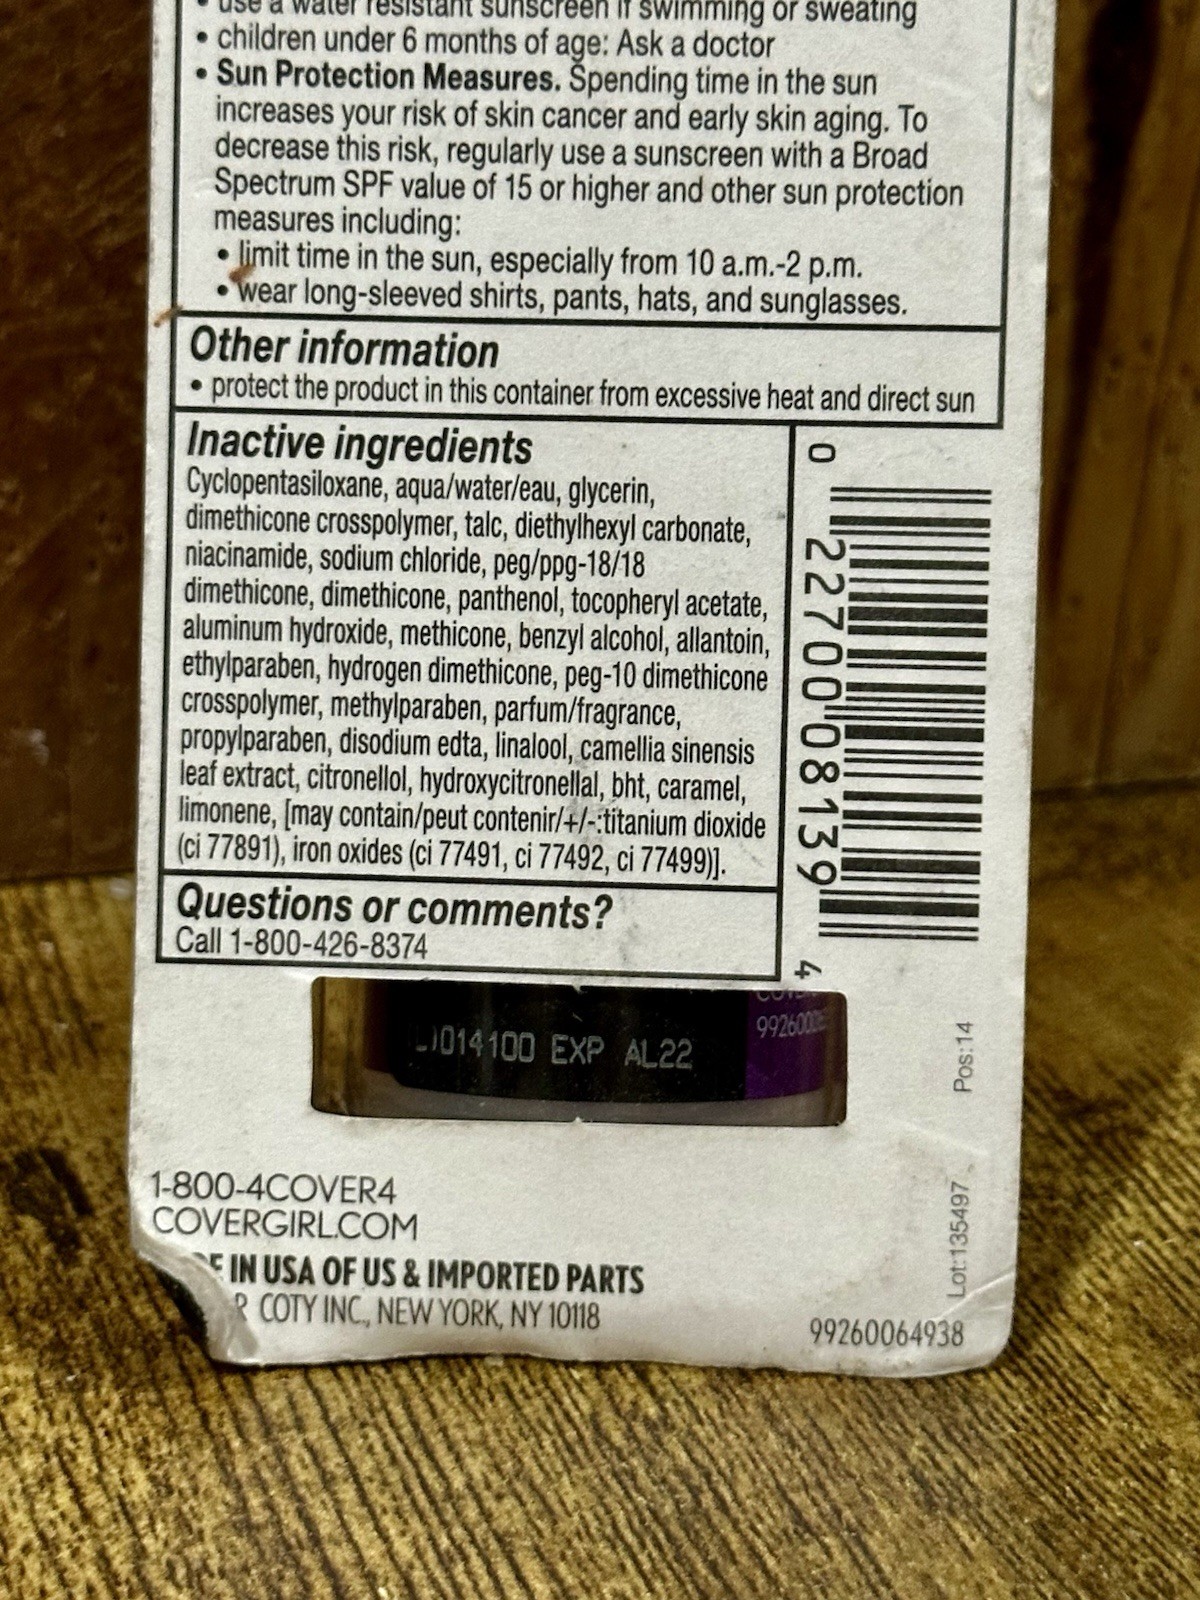 • use a water resistant sunscreen if swimming or sweating
• children under 6 months of age: Ask a doctor
• Sun Protection Measures. Spending time in the sun
increases your risk of skin cancer and early skin aging. To
decrease this risk, regularly use a sunscreen with a Broad
Spectrum SPF value of 15 or higher and other sun protection
measures including:
• limit time in the sun, especially from 10 a.m.-2 p.m.
• wear long-sleeved shirts, pants, hats, and sunglasses.
Other information
• protect the product in this container from excessive heat and direct sun
Inactive ingredients
Cyclopentasiloxane, aqua/water/eau, glycerin,
dimethicone crosspolymer, talc, diethylhexyl carbonate,
niacinamide, sodium chloride, peg/ppg-18/18
dimethicone, dimethicone, panthenol, tocopheryl acetate,
aluminum hydroxide, methicone, benzyl alcohol, allantoin,
ethylparaben, hydrogen dimethicone, peg-10 dimethicone
crosspolymer, methylparaben, parfum/fragrance,
propylparaben, disodium edta, linalool, camellia sinensis
leaf extract, citronellol, hydroxycitronellal, bht, caramel,
limonene, [may contain/peut contenir/+/-:titanium dioxide
(ci 77891), iron oxides (ci 77491, ci 77492, ci 77499)].
Questions or comments?
Call 1-800-426-8374
0 22700 08139 4
014100 EXP AL22
Pos:14
Lot:135497
1-800-4COVER4
COVERGIRL.COM
IN USA OF US & IMPORTED PARTS
COTY INC., NEW YORK, NY 10118
99260064938